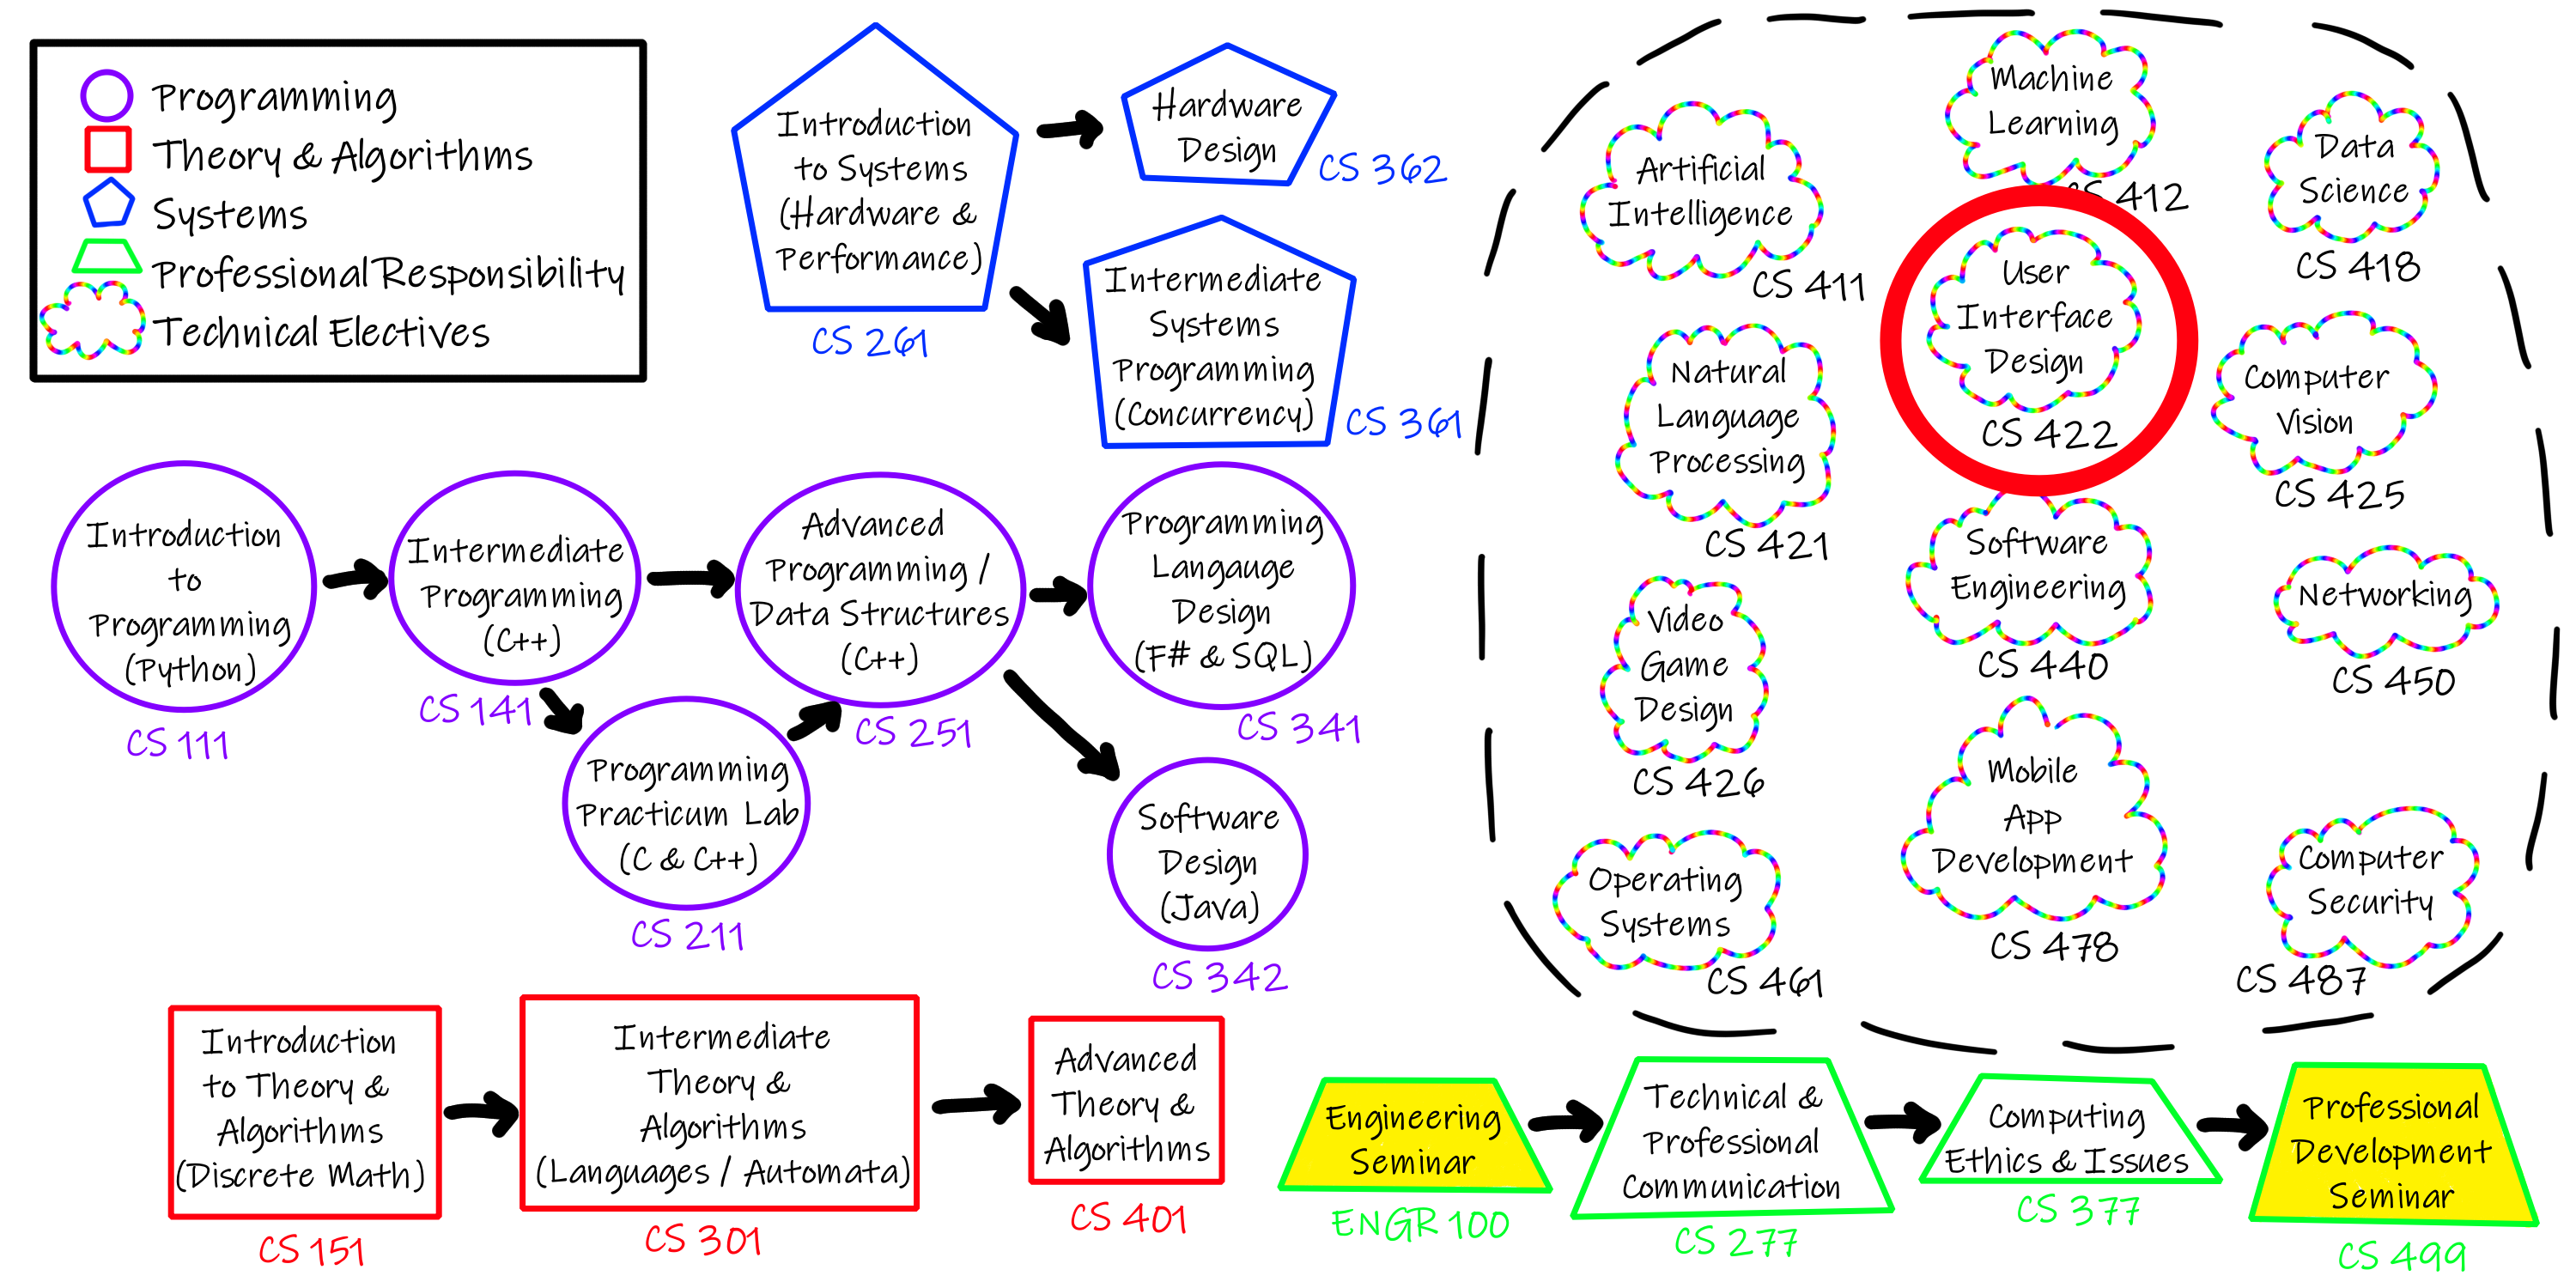 Programming
Theory & Algorithms
Systems
Professional Responsibility
Technical Electives
Introduction
to Systems
(Hardware &
Performance)
CS 261
Hardware
Design
CS 362
Intermediate
Systems
Programming
(Concurrency)
CS 361
Introduction
to
Programming
(Python)
CS 111
Intermediate
Programming
(C++)
CS 141
Programming
Practicum Lab
(C & C++)
CS 211
Advanced
Programming /
Data Structures
(C++)
CS 251
Programming
Langauge
Design
(F# & SQL)
CS 341
Software
Design
(Java)
CS 342
Introduction
to Theory &
Algorithms
(Discrete Math)
CS 151
Intermediate
Theory &
Algorithms
(Languages / Automata)
CS 301
Advanced
Theory &
Algorithms
CS 401
Artificial
Intelligence
CS 411
Machine
Learning
CS 412
Data
Science
CS 418
Natural
Language
Processing
CS 421
User
Interface
Design
CS 422
Computer
Vision
CS 425
Video
Game
Design
CS 426
Software
Engineering
CS 440
Networking
CS 450
Operating
Systems
CS 461
Mobile
App
Development
CS 478
Computer
Security
CS 487
Engineering
Seminar
ENGR 100
Technical &
Professional
Communication
CS 277
Computing
Ethics & Issues
CS 377
Professional
Development
Seminar
CS 499